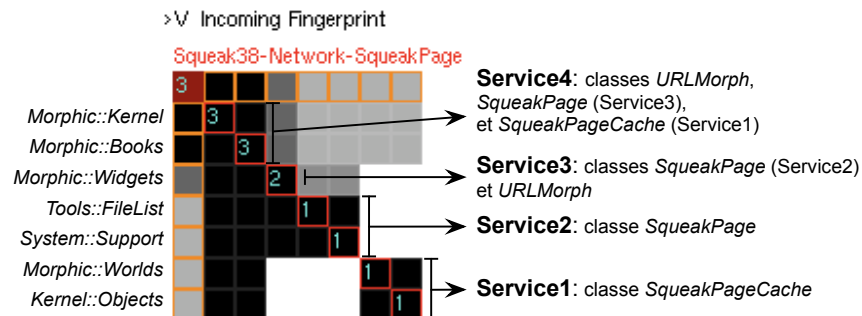 >V Incoming Fingerprint
Squeak38-Network-SqueakPage
3
Morphic::Kernel
3
Morphic::Books
3
Morphic::Widgets
2
Tools::FileList
1
System::Support
1
Morphic::Worlds
1
Kernel::Objects
1
Service4: classes URLMorph,
SqueakPage (Service3),
et SqueakPageCache (Service1)
Service3: classes SqueakPage (Service2)
et URLMorph
Service2: classe SqueakPage
Service1: classe SqueakPageCache